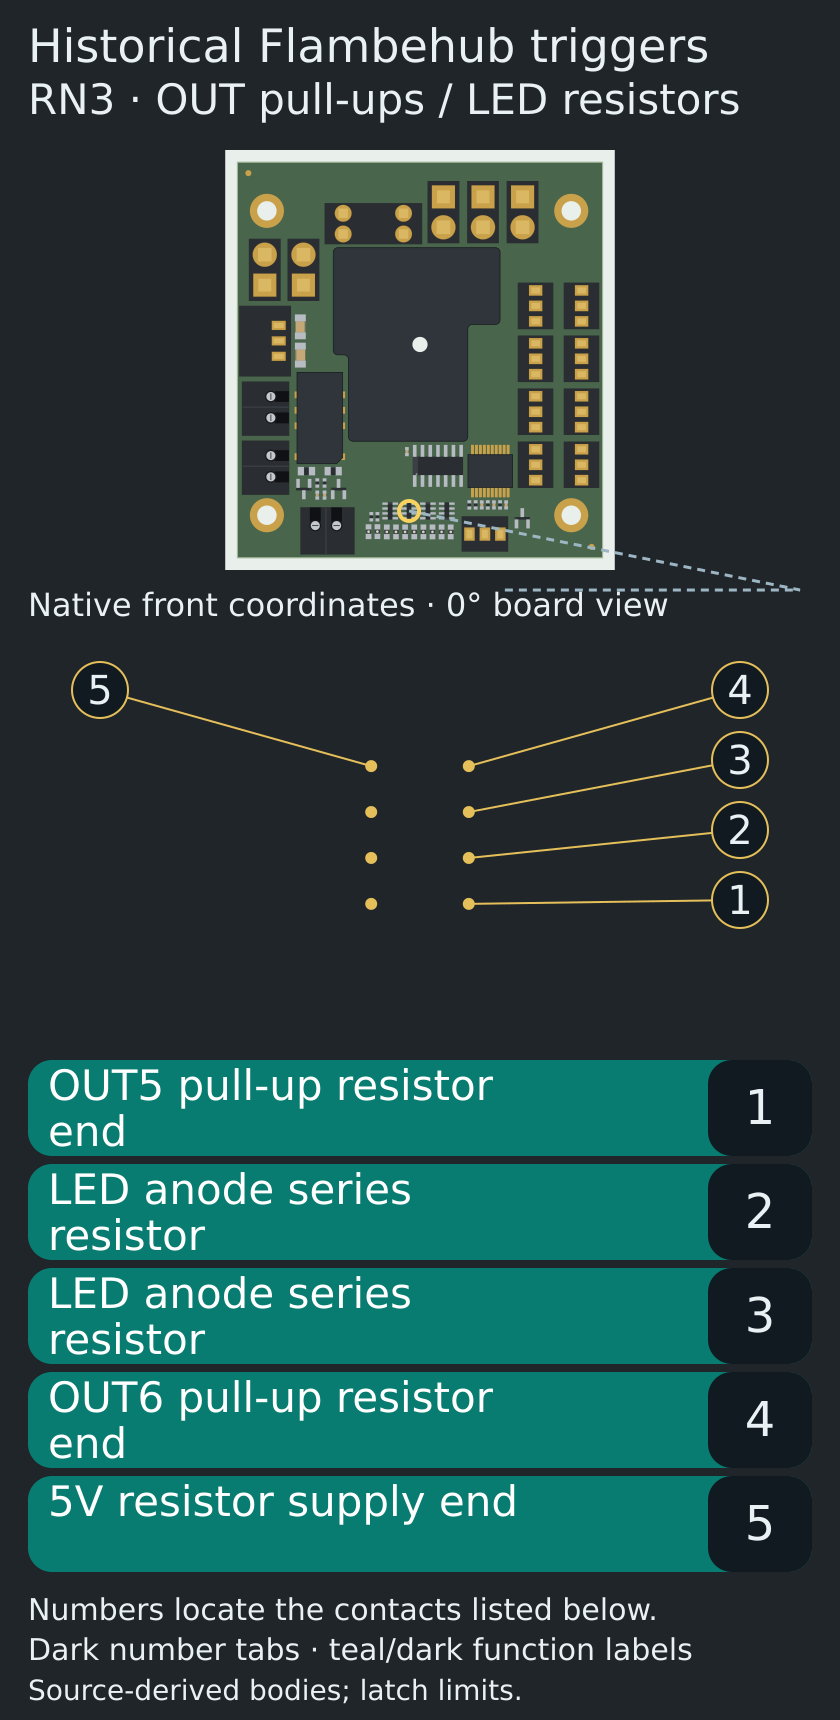 Historical Flambehub triggers
RN3 · OUT pull-ups / LED resistors
Native front coordinates · 0° board view
5
4
3
2
1
OUT5 pull-up resistor
end
1
LED anode series
resistor
2
LED anode series
resistor
3
OUT6 pull-up resistor
end
4
5V resistor supply end
5
Numbers locate the contacts listed below.
Dark number tabs · teal/dark function labels
Source-derived bodies; latch limits.